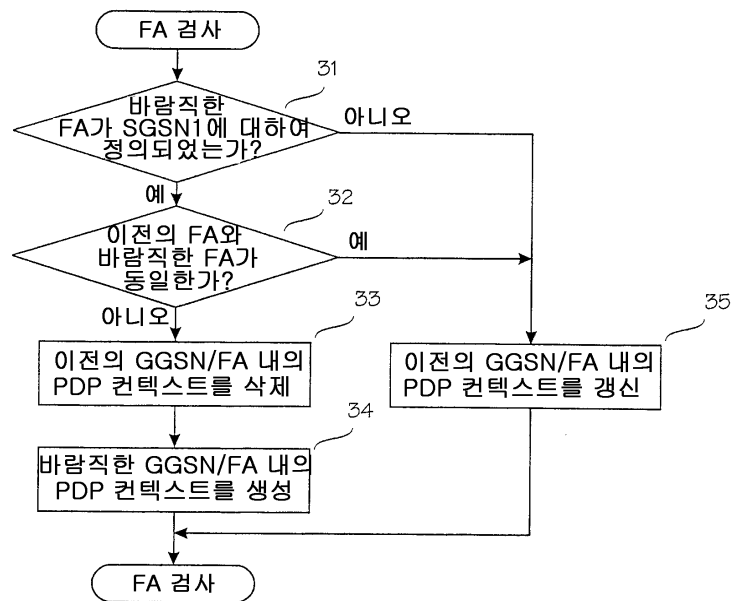 FA 검사
31
바람직한
FA가 SGSN1에 대하여
정의되었는가?
아니오
예
32
이전의 FA와
바람직한 FA가
동일한가?
예
아니오
33
이전의 GGSN/FA 내의
PDP 컨텍스트를 삭제
35
이전의 GGSN/FA 내의
PDP 컨텍스트를 갱신
34
바람직한 GGSN/FA 내의
PDP 컨텍스트를 생성
FA 검사